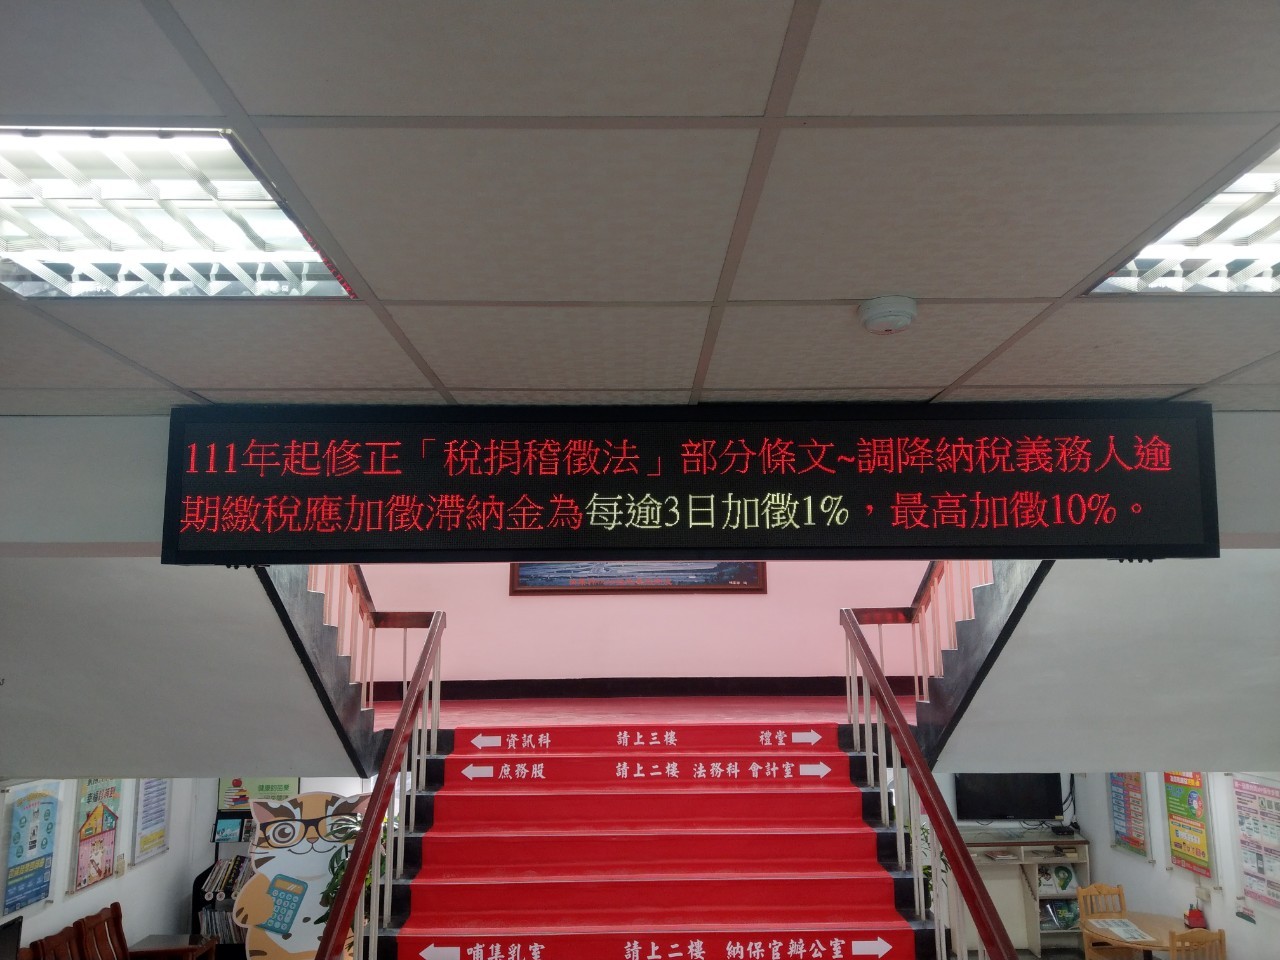 111年起修正「稅捐稽徵法」部分條文~調降納稅義務人逾
期繳稅應加徵滯納金為每逾3日加徵1%，最高加徵10%。
資訊科 請上三樓 禮堂
庶務股 請上二樓 法務科 會計室
哺集乳室 請上二樓 納保官辦公室